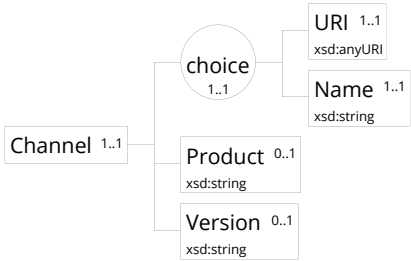 URI 1..1
xsd:anyURI
choice
1..1
Name 1..1
xsd:string
Channel 1..1
Product 0..1
xsd:string
Version 0..1
xsd:string